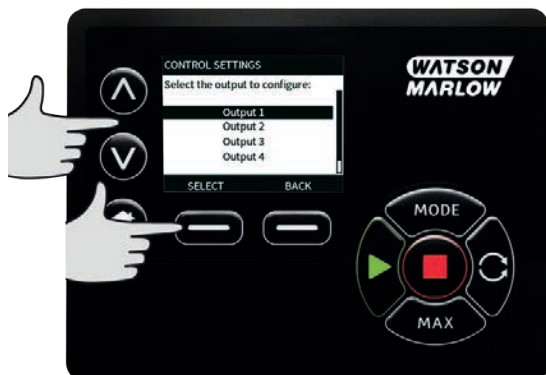 CONTROL SETTINGS
Select the output to configure:
Output 1
Output 2
Output 3
Output 4
SELECT BACK
WATSON
MARLOW
MODE
MAX